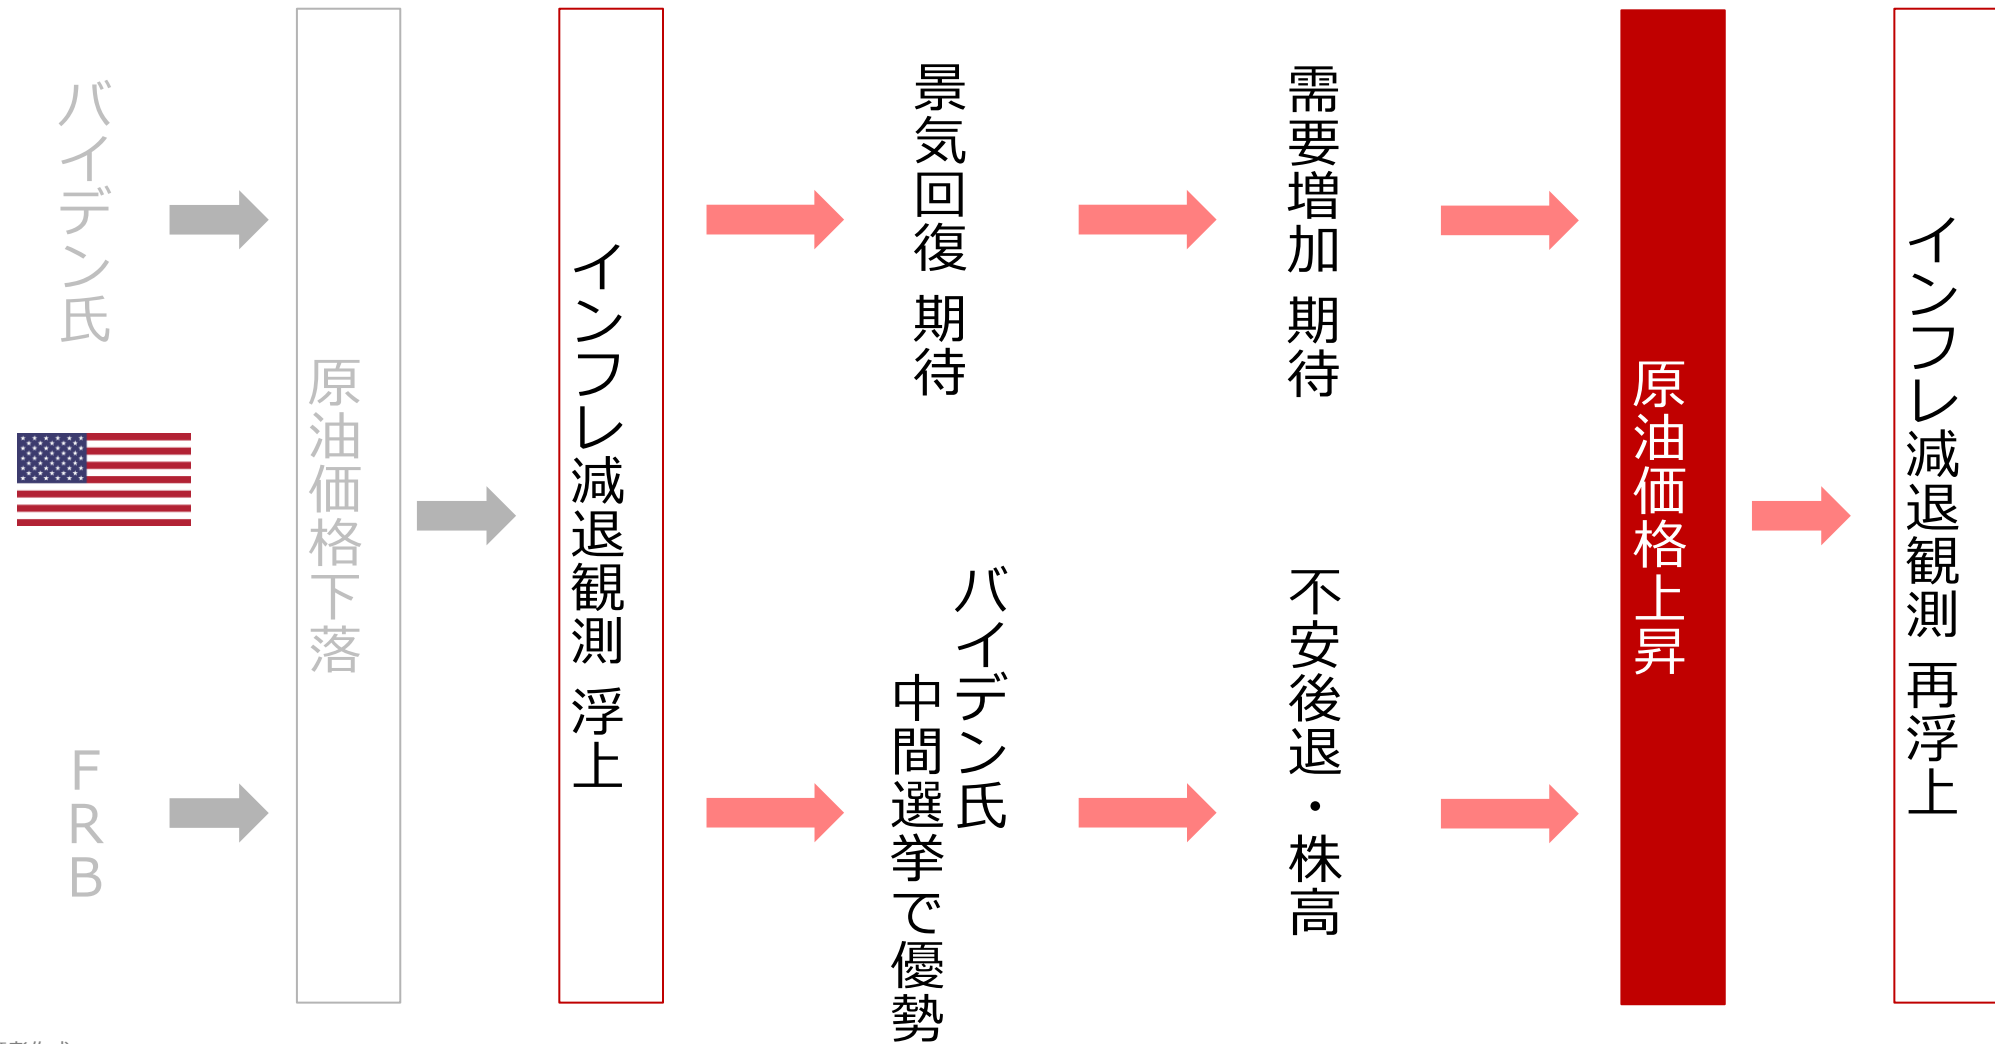 バイデン氏
FRB
原油価格下落
インフレ減退観測 浮上
景気回復 期待
バイデン氏
中間選挙で優勢
需要増加 期待
不安後退・株高
原油価格上昇
インフレ減退観測 再浮上